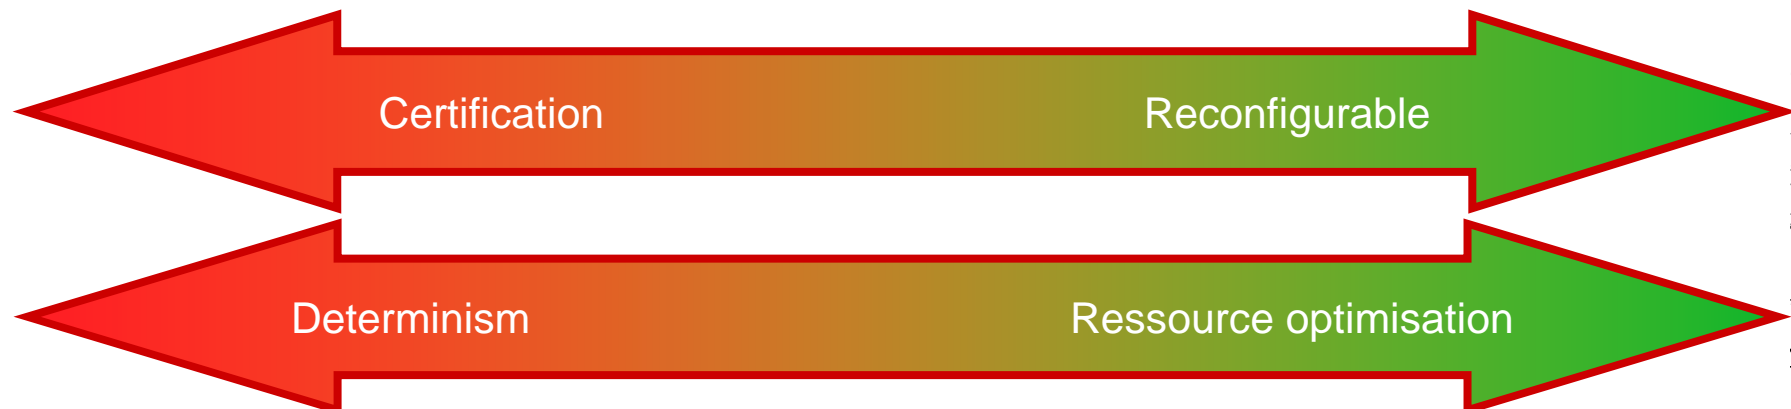 Certification
Reconfigurable
Determinism
Ressource optimisation